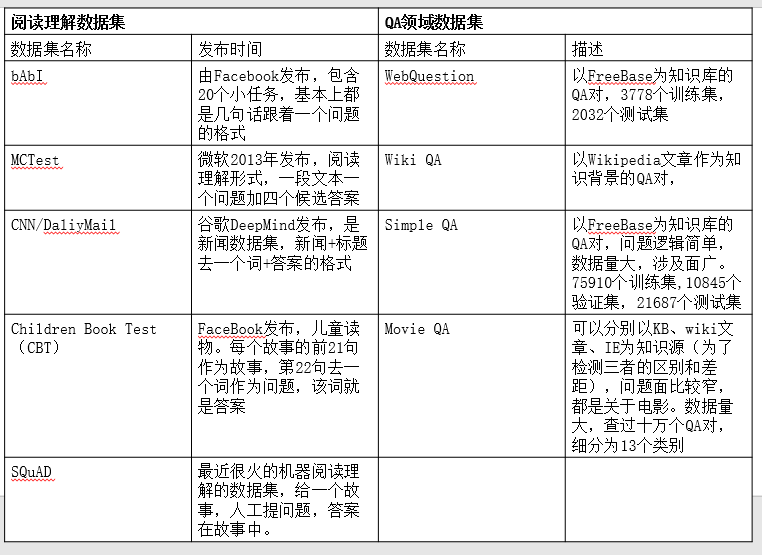 阅读理解数据集
QA领域数据集
数据集名称
发布时间
数据集名称
描述
bAbI
由Facebook发布，包含
20个小任务，基本上都
是几句话跟着一个问题
的格式
WebQuestion
以FreeBase为知识库的
QA对，3778个训练集，
2032个测试集
MCTest
微软2013年发布，阅读
理解形式，一段文本一
个问题加四个候选答案
Wiki QA
以Wikipedia文章作为知
识背景的QA对，
CNN/DaliyMail
谷歌DeepMind发布，是
新闻数据集，新闻+标题
去一个词+答案的格式
Simple QA
以FreeBase为知识库的
QA对，问题逻辑简单，
数据量大，涉及面广。
75910个训练集,10845个
验证集，21687个测试集
Children Book Test
（CBT）
FaceBook发布，儿童读
物。每个故事的前21句
作为故事，第22句去一
个词作为问题，该词就
是答案
Movie QA
可以分别以KB、wiki文
章、IE为知识源（为了
检测三者的区别和差
距），问题面比较窄，
都是关于电影。数据量
大，查过十万个QA对，
细分为13个类别
SQuAD
最近很火的机器阅读理
解的数据集，给一个故
事，人工提问题，答案
在故事中。